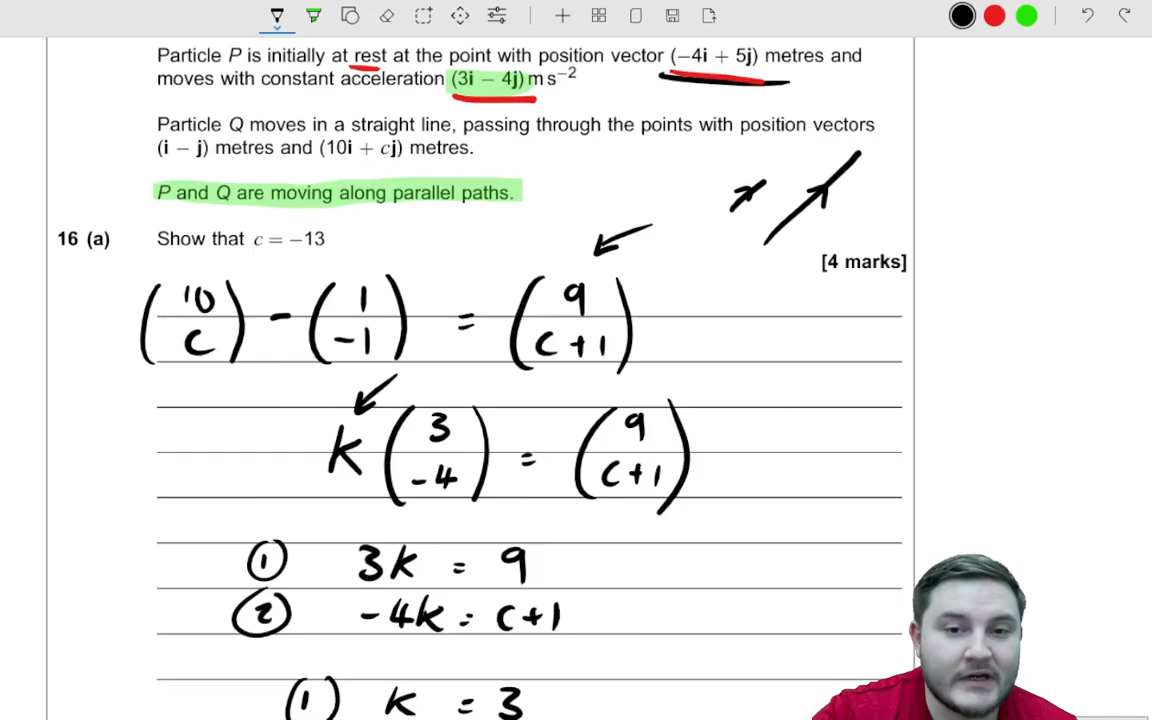 Particle P is initially at rest at the point with position vector (−4i + 5j) metres and
moves with constant acceleration (3i − 4j) m s⁻²
Particle Q moves in a straight line, passing through the points with position vectors
(i − j) metres and (10i + cj) metres.
P and Q are moving along parallel paths.
16 (a) Show that c = −13
[4 marks]
(10 c) - (1 -1) = (9 c+1)
k (3 -4) = (9 c+1)
① 3k = 9
② -4k = c+1
① k = 3